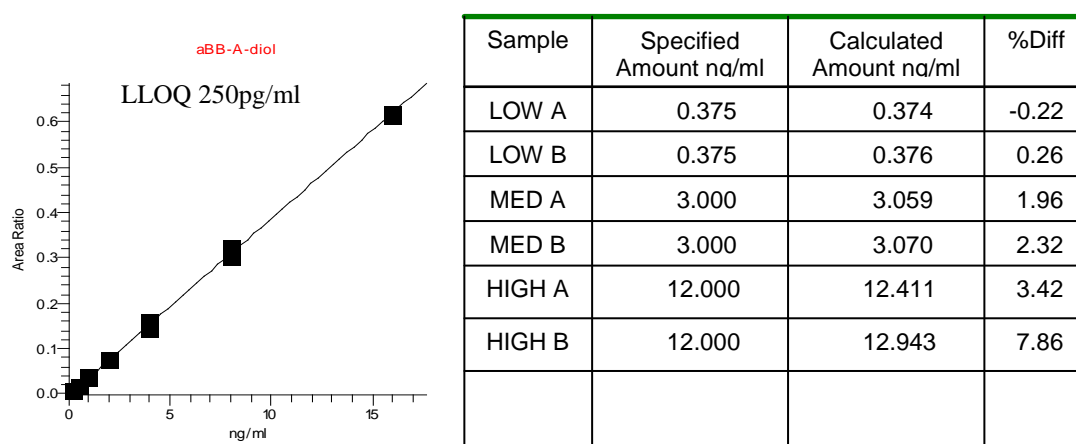 aBB-A-diol
LLOQ 250pg/ml
Area Ratio
0.6
0.5
0.4
0.3
0.2
0.1
0.0
0 5 10 15
ng/ml
Sample Specified Amount ng/ml Calculated Amount ng/ml %Diff
LOW A 0.375 0.374 -0.22
LOW B 0.375 0.376 0.26
MED A 3.000 3.059 1.96
MED B 3.000 3.070 2.32
HIGH A 12.000 12.411 3.42
HIGH B 12.000 12.943 7.86